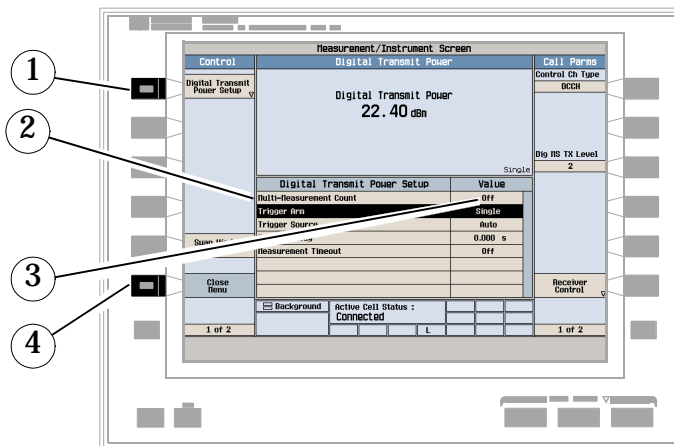 Measurement/Instrument Screen
Control
Digital Transmit Power
Call Parms
1
Digital Transmit
Power Setup
Control Ch Type
DCCH
Digital Transmit Power
22.40 dBm
2
Dig MS TX Level
2
Single
Digital Transmit Power Setup
Value
Multi-Measurement Count
Off
Trigger Arm
Single
Trigger Source
Auto
0.000 s
Measurement Timeout
Off
3
Close
Menu
Receiver
Control
4
Background
Active Cell Status :
Connected
L
1 of 2
1 of 2